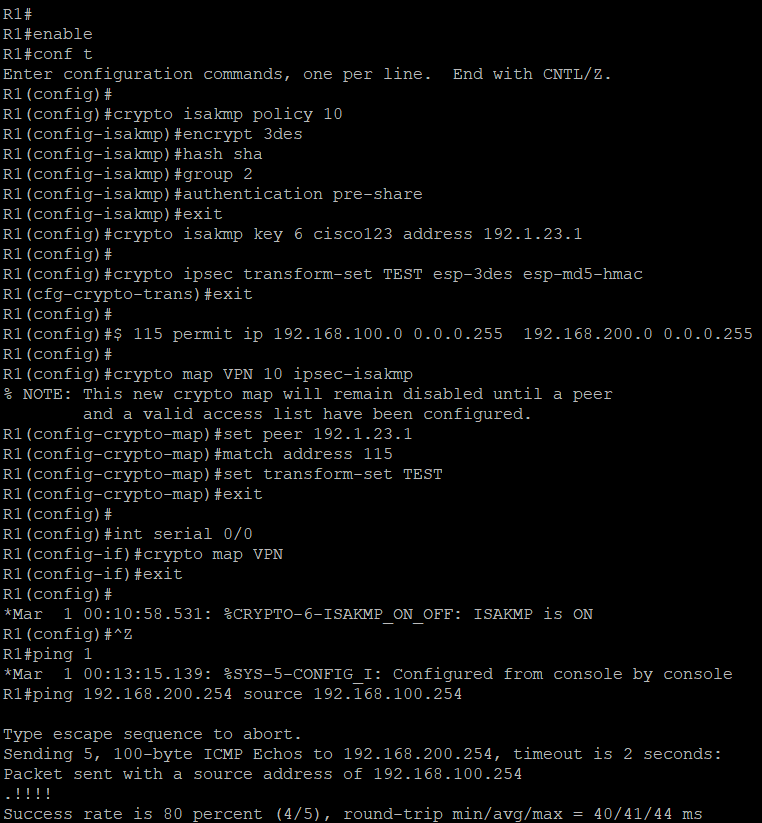 R1#
R1#enable
R1#conf t
Enter configuration commands, one per line.  End with CNTL/Z.
R1(config)#
R1(config)#crypto isakmp policy 10
R1(config-isakmp)#encrypt 3des
R1(config-isakmp)#hash sha
R1(config-isakmp)#group 2
R1(config-isakmp)#authentication pre-share
R1(config-isakmp)#exit
R1(config)#crypto isakmp key 6 cisco123 address 192.1.23.1
R1(config)#
R1(config)#crypto ipsec transform-set TEST esp-3des esp-md5-hmac
R1(cfg-crypto-trans)#exit
R1(config)#
R1(config)#$ 115 permit ip 192.168.100.0 0.0.0.255  192.168.200.0 0.0.0.255
R1(config)#
R1(config)#crypto map VPN 10 ipsec-isakmp
% NOTE: This new crypto map will remain disabled until a peer
        and a valid access list have been configured.
R1(config-crypto-map)#set peer 192.1.23.1
R1(config-crypto-map)#match address 115
R1(config-crypto-map)#set transform-set TEST
R1(config-crypto-map)#exit
R1(config)#
R1(config)#int serial 0/0
R1(config-if)#crypto map VPN
R1(config-if)#exit
R1(config)#
*Mar  1 00:10:58.531: %CRYPTO-6-ISAKMP_ON_OFF: ISAKMP is ON
R1(config)#^Z
R1#ping 1
*Mar  1 00:13:15.139: %SYS-5-CONFIG_I: Configured from console by console
R1#ping 192.168.200.254 source 192.168.100.254

Type escape sequence to abort.
Sending 5, 100-byte ICMP Echos to 192.168.200.254, timeout is 2 seconds:
Packet sent with a source address of 192.168.100.254
.!!!!
Success rate is 80 percent (4/5), round-trip min/avg/max = 40/41/44 ms